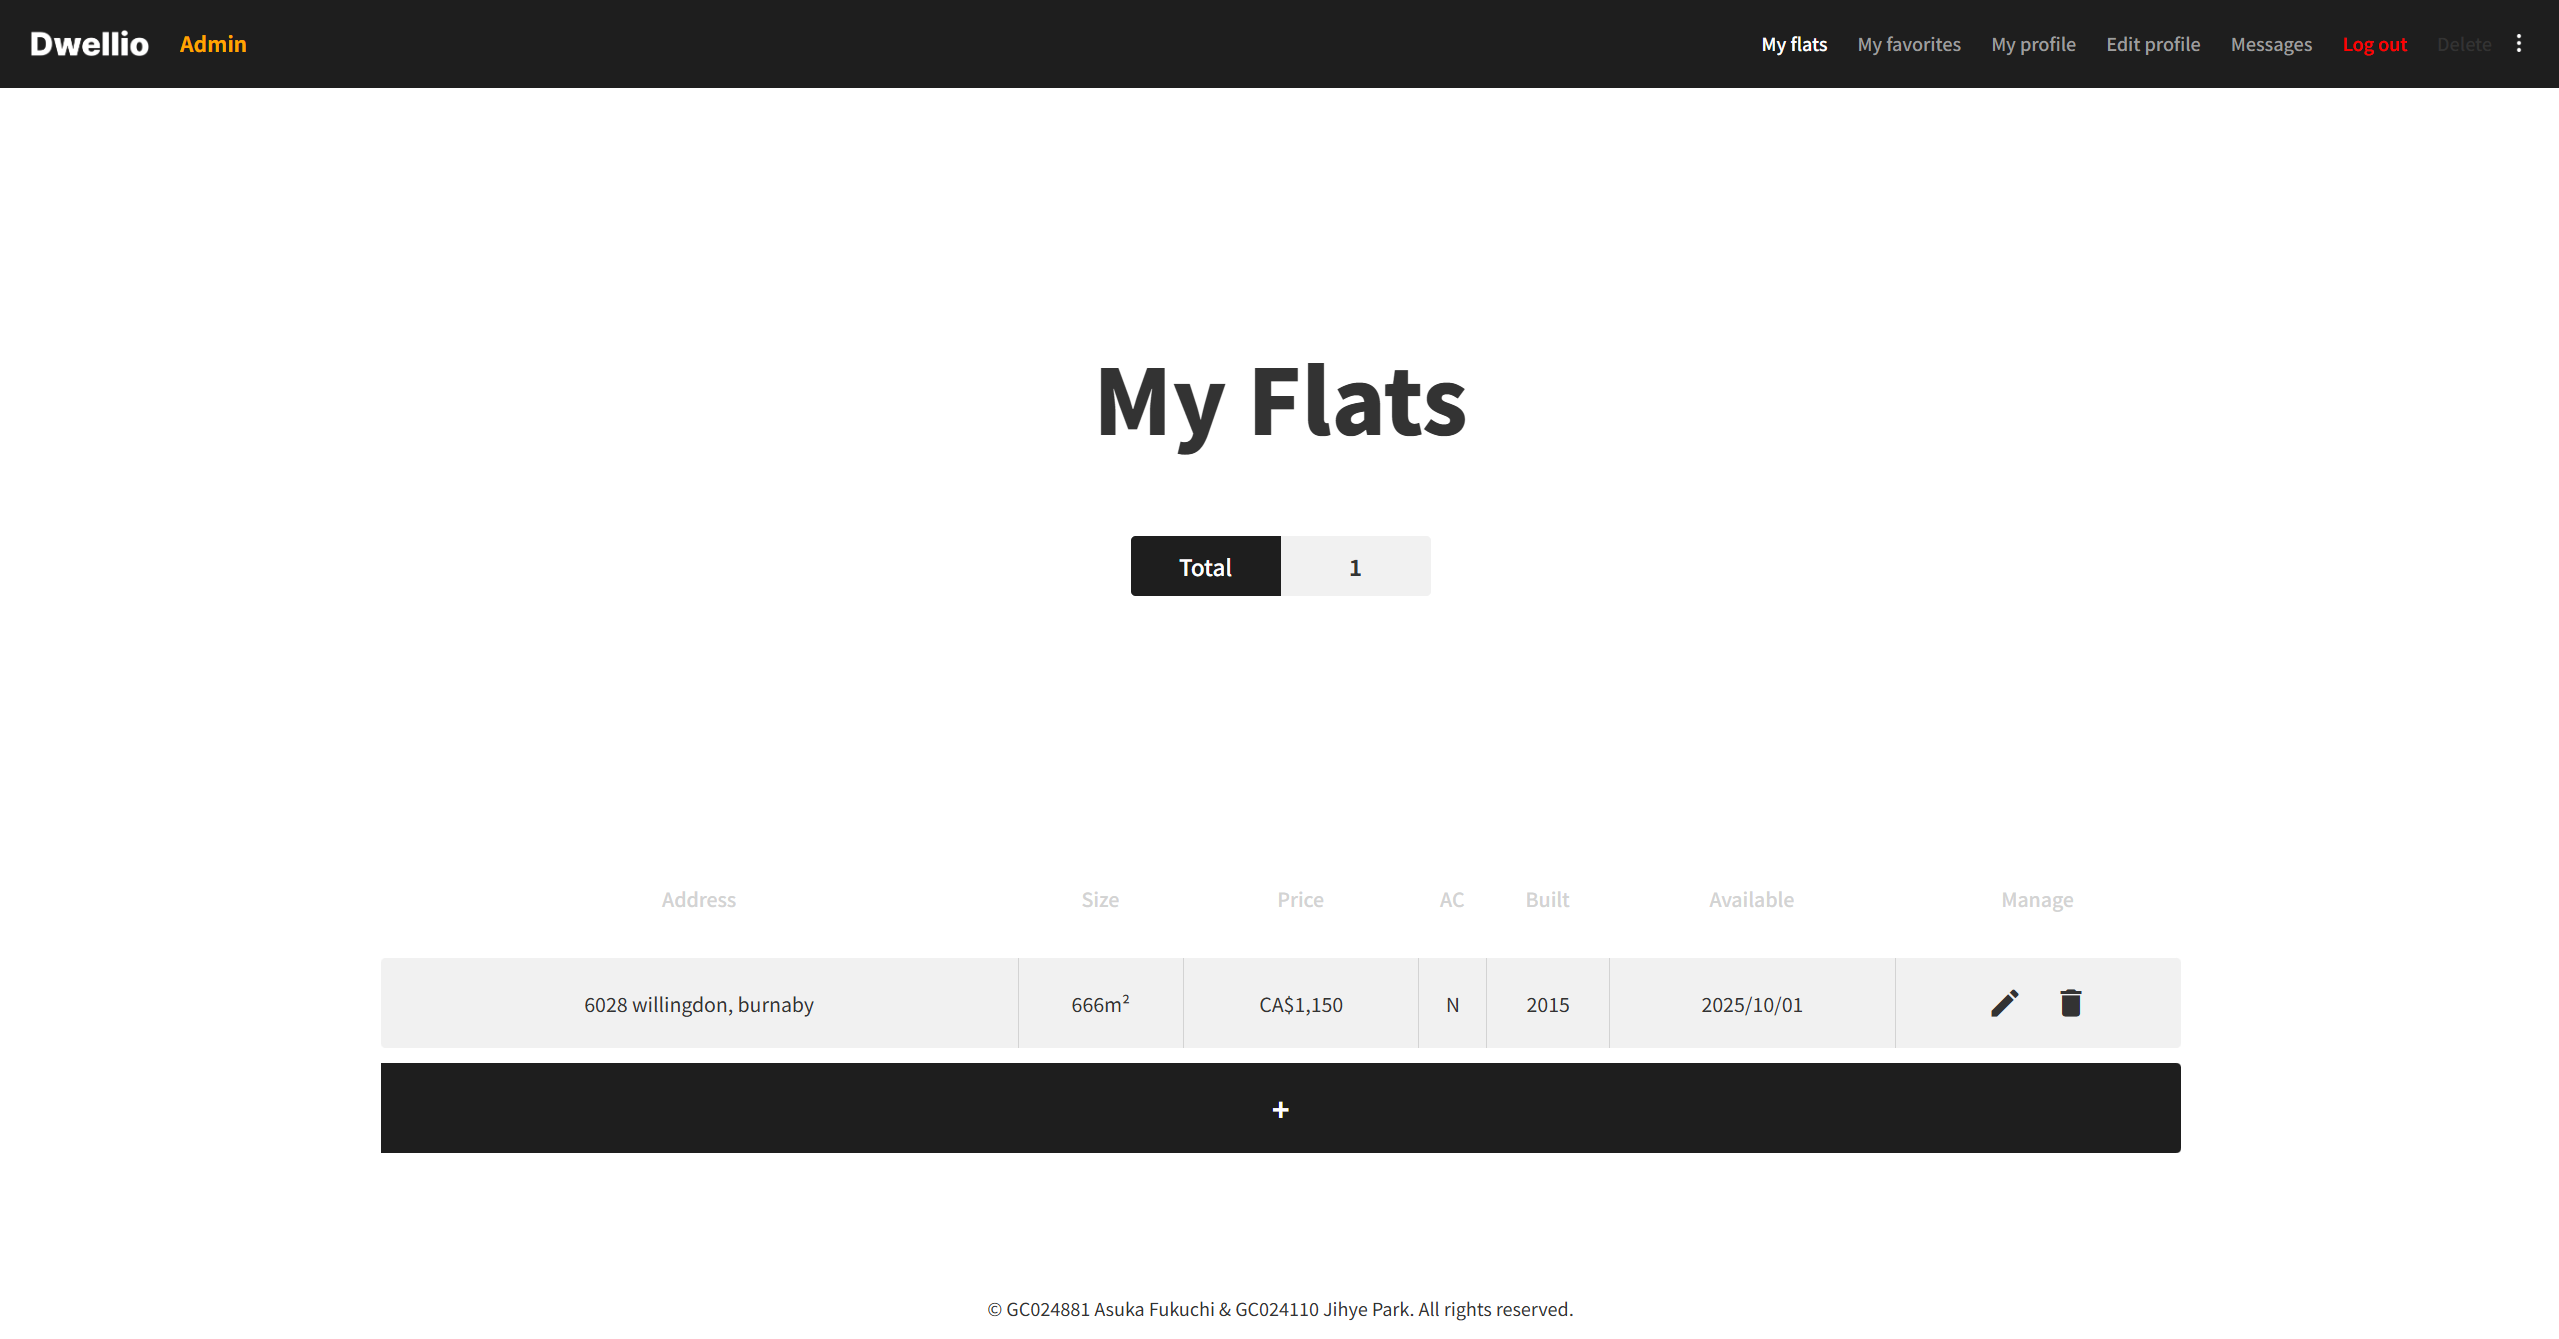 Dwellio Admin My flats My favorites My profile Edit profile Messages Log out Delete
My Flats
Total 1
Address Size Price AC Built Available Manage
6028 willingdon, burnaby 666m² CA$1,150 N 2015 2025/10/01
+
© GC024881 Asuka Fukuchi & GC024110 Jihye Park. All rights reserved.